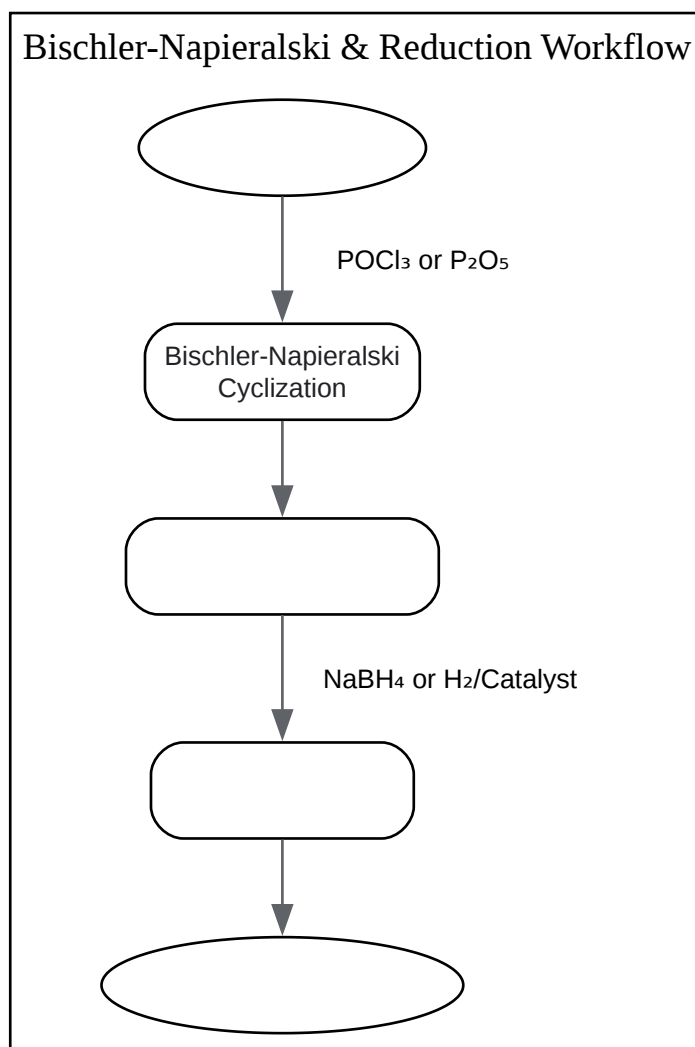 Bischler-Napieralski & Reduction Workflow
POCl₃ or P₂O₅
Bischler-Napieralski
Cyclization
NaBH₄ or H₂/Catalyst